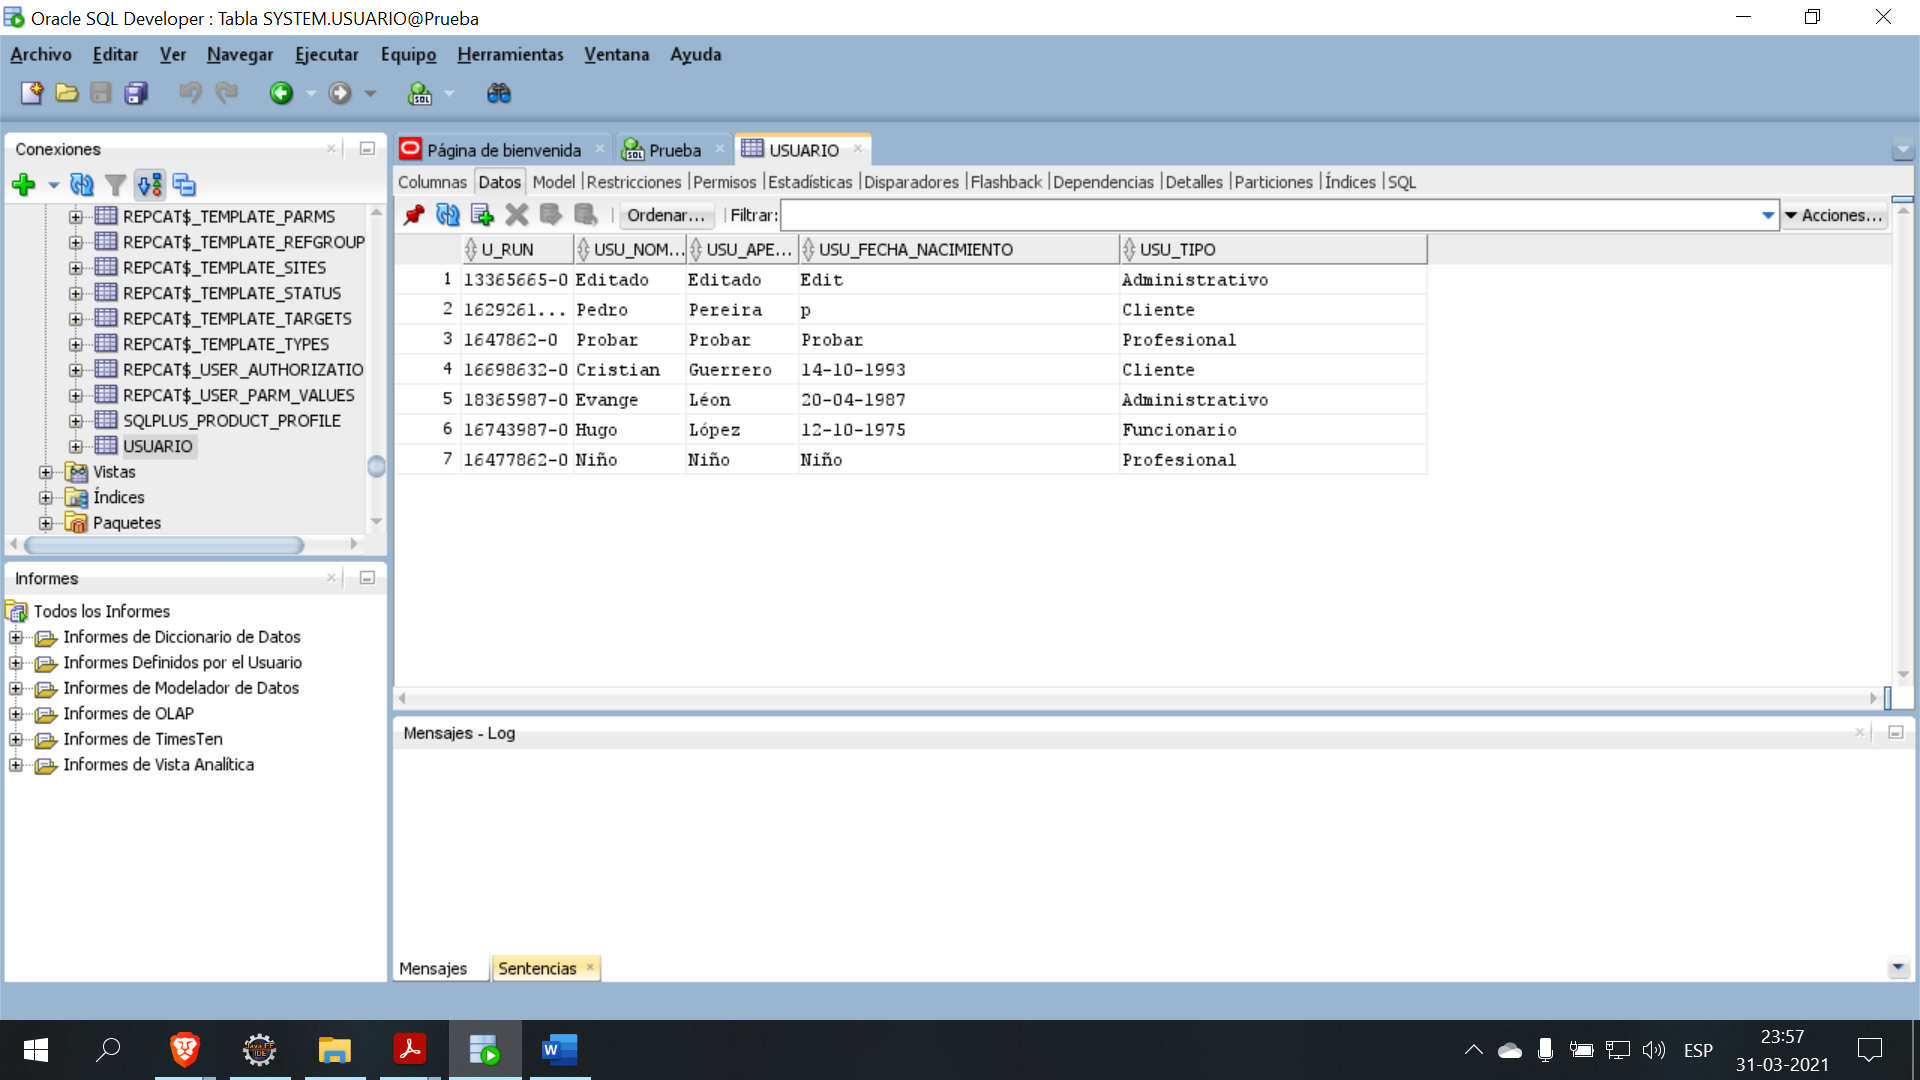 Oracle SQL Developer : Tabla SYSTEM.USUARIO@Prueba
Archivo Editar Ver Navegar Ejecutar Equipo Herramientas Ventana Ayuda
Conexiones
REPCAT$_TEMPLATE_PARMS
REPCAT$_TEMPLATE_REFGROUP
REPCAT$_TEMPLATE_SITES
REPCAT$_TEMPLATE_STATUS
REPCAT$_TEMPLATE_TARGETS
REPCAT$_TEMPLATE_TYPES
REPCAT$_USER_AUTHORIZATIO
REPCAT$_USER_PARM_VALUES
SQLPLUS_PRODUCT_PROFILE
USUARIO
Vistas
Índices
Paquetes
Informes
Todos los Informes
Informes de Diccionario de Datos
Informes Definidos por el Usuario
Informes de Modelador de Datos
Informes de OLAP
Informes de TimesTen
Informes de Vista Analítica
Página de bienvenida Prueba USUARIO
Columnas Datos Model Restricciones Permisos Estadísticas Disparadores Flashback Dependencias Detalles Particiones Índices SQL
Ordenar... Filtrar: Acciones...
U_RUN USU_NOM... USU_APE... USU_FECHA_NACIMIENTO USU_TIPO
1 13365665-0 Editado Editado Edit Administrativo
2 1629261... Pedro Pereira p Cliente
3 1647862-0 Probar Probar Probar Profesional
4 16698632-0 Cristian Guerrero 14-10-1993 Cliente
5 18365987-0 Evange Léon 20-04-1987 Administrativo
6 16743987-0 Hugo López 12-10-1975 Funcionario
7 16477862-0 Niño Niño Niño Profesional
Mensajes - Log
Mensajes Sentencias
ESP
23:57
31-03-2021